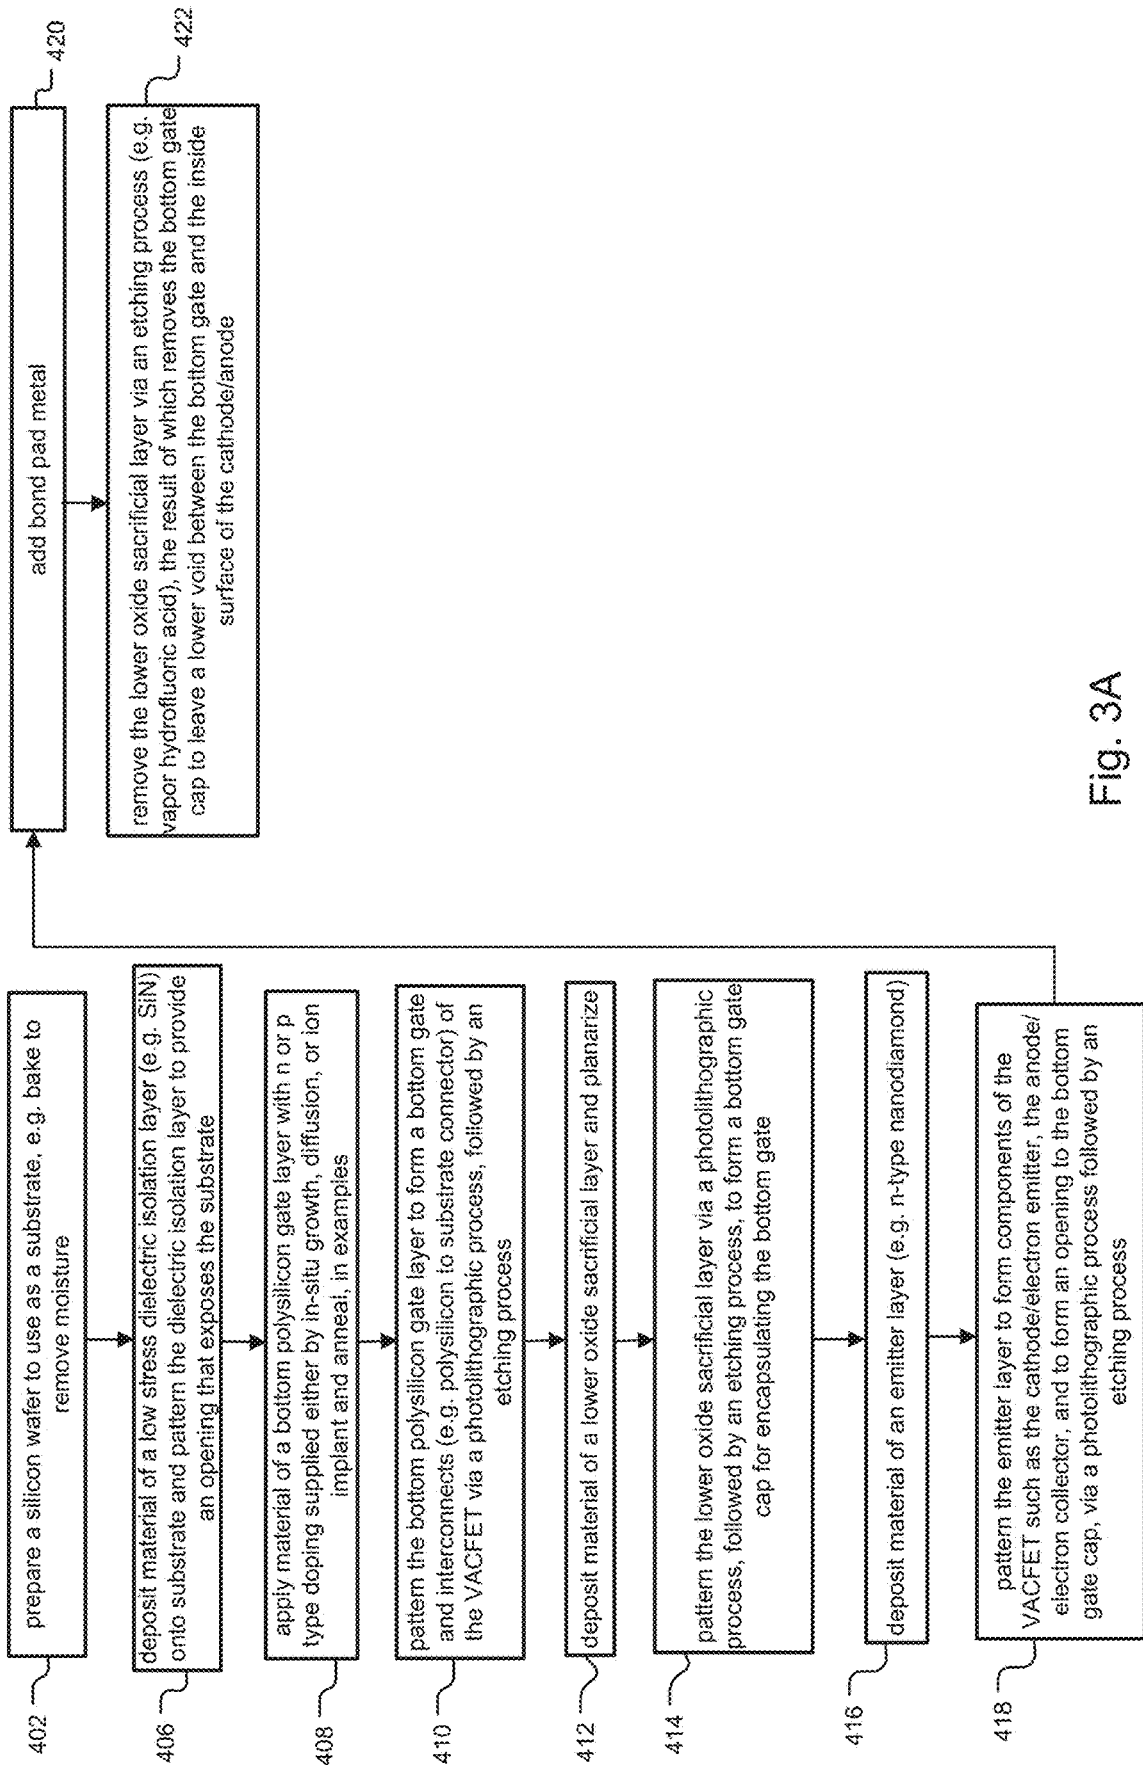 402
prepare a silicon wafer to use as a substrate, e.g. bake to
remove moisture
406
deposit material of a low stress dielectric isolation layer (e.g. SiN)
onto substrate and pattern the dielectric isolation layer to provide
an opening that exposes the substrate
408
apply material of a bottom polysilicon gate layer with n or p
type doping supplied either by in-situ growth, diffusion, or ion
implant and anneal, in examples
410
pattern the bottom polysilicon gate layer to form a bottom gate
and interconnects (e.g. polysilicon to substrate connector) of
the VACFET via a photolithographic process, followed by an
etching process
412
deposit material of a lower oxide sacrificial layer and planarize
414
pattern the lower oxide sacrificial layer via a photolithographic
process, followed by an etching process, to form a bottom gate
cap for encapsulating the bottom gate
416
deposit material of an emitter layer (e.g. n-type nanodiamond)
418
pattern the emitter layer to form components of the
VACFET such as the cathode/electron emitter, the anode/
electron collector, and to form an opening to the bottom
gate cap, via a photolithographic process followed by an
etching process
420
add bond pad metal
422
remove the lower oxide sacrificial layer via an etching process (e.g.
vapor hydrofluoric acid), the result of which removes the bottom gate
cap to leave a lower void between the bottom gate and the inside
surface of the cathode/anode
Fig. 3A